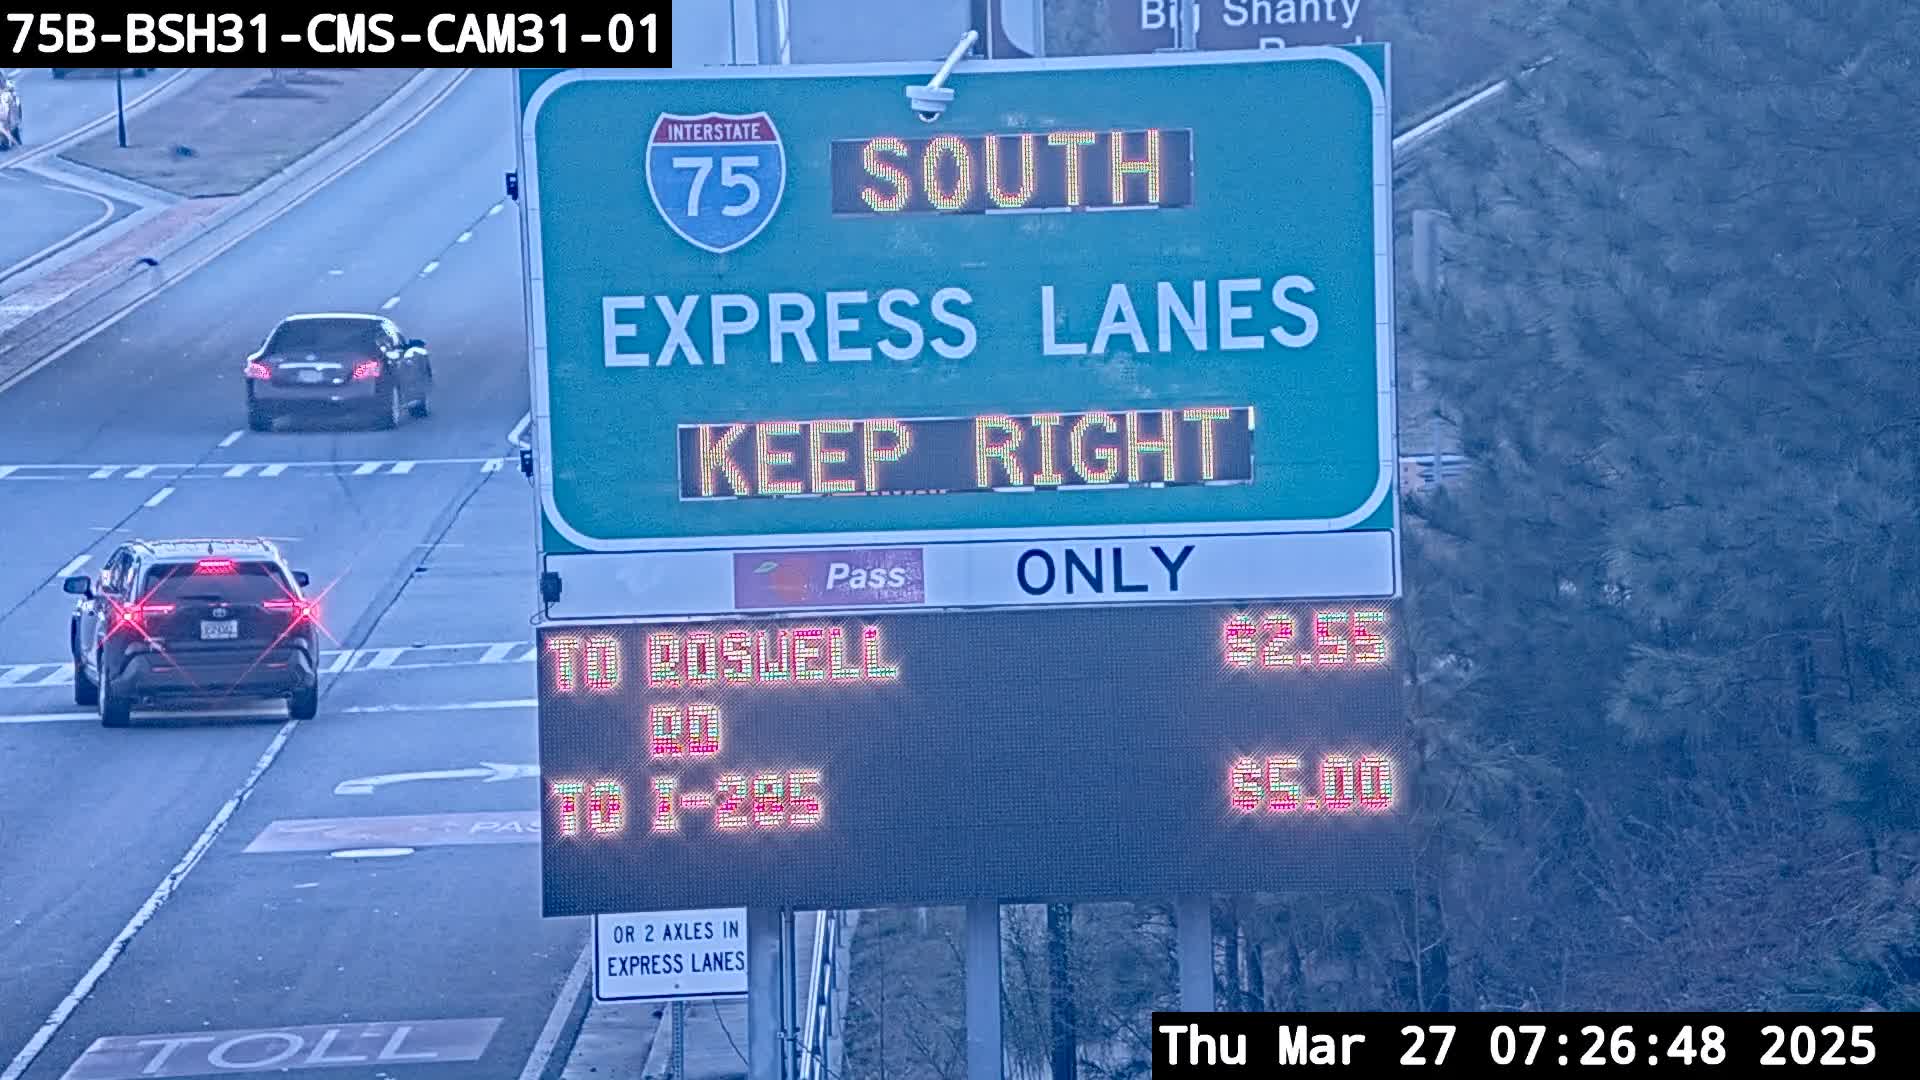 75B-BSH31-CMS-CAM31-01
Big Shanty
INTERSTATE
75
SOUTH
EXPRESS LANES
KEEP RIGHT
Pass ONLY
TO ROSWELL $2.55
RD
TO I-285 $5.00
OR 2 AXLES IN
EXPRESS LANES
TOLL
Thu Mar 27 07:26:48 2025